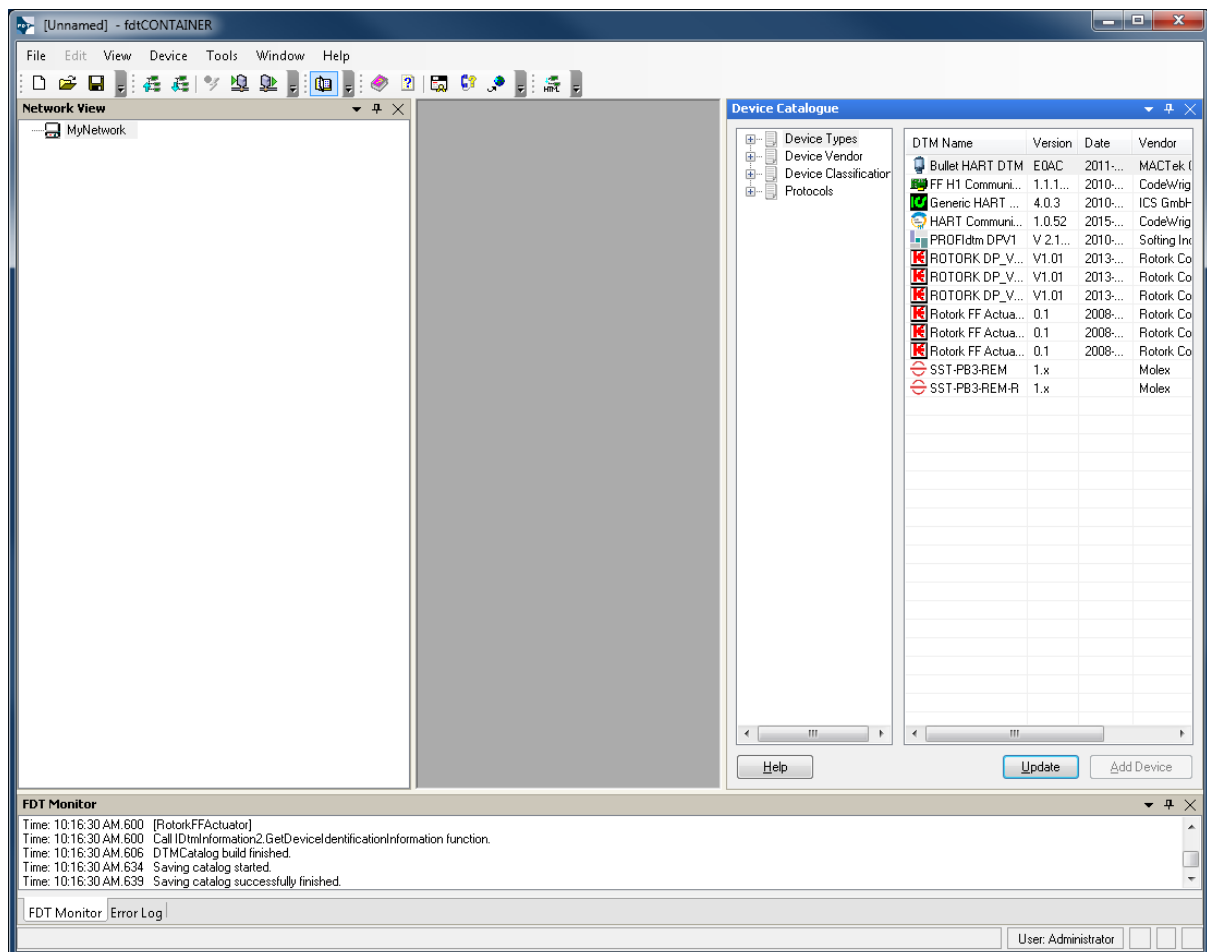 [Unnamed] - fdtCONTAINER
File Edit View Device Tools Window Help
Network View
MyNetwork
Device Catalogue
Device Types
Device Vendor
Device Classification
Protocols
DTM Name Version Date Vendor
Bullet HART DTM E0AC 2011-... MACTek (
FF H1 Communi... 1.1.1... 2010-... CodeWrig
Generic HART ... 4.0.3 2010-... ICS GmbH
HART Communi... 1.0.52 2015-... CodeWrig
PROFIdtm DPV1 V 2.1... 2010-... Softing Inc
ROTORK DP_V... V1.01 2013-... Rotork Co
ROTORK DP_V... V1.01 2013-... Rotork Co
ROTORK DP_V... V1.01 2013-... Rotork Co
Rotork FF Actua... 0.1 2008-... Rotork Co
Rotork FF Actua... 0.1 2008-... Rotork Co
Rotork FF Actua... 0.1 2008-... Rotork Co
SST-PB3-REM 1.x Molex
SST-PB3-REM-R 1.x Molex
Help Update Add Device
FDT Monitor
Time: 10:16:30 AM.600 [RotorkFFActuator]
Time: 10:16:30 AM.600 Call IDtmInformation2.GetDeviceIdentificationInformation function.
Time: 10:16:30 AM.606 DTMCatalog build finished.
Time: 10:16:30 AM.634 Saving catalog started.
Time: 10:16:30 AM.639 Saving catalog successfully finished.
FDT Monitor Error Log
User: Administrator